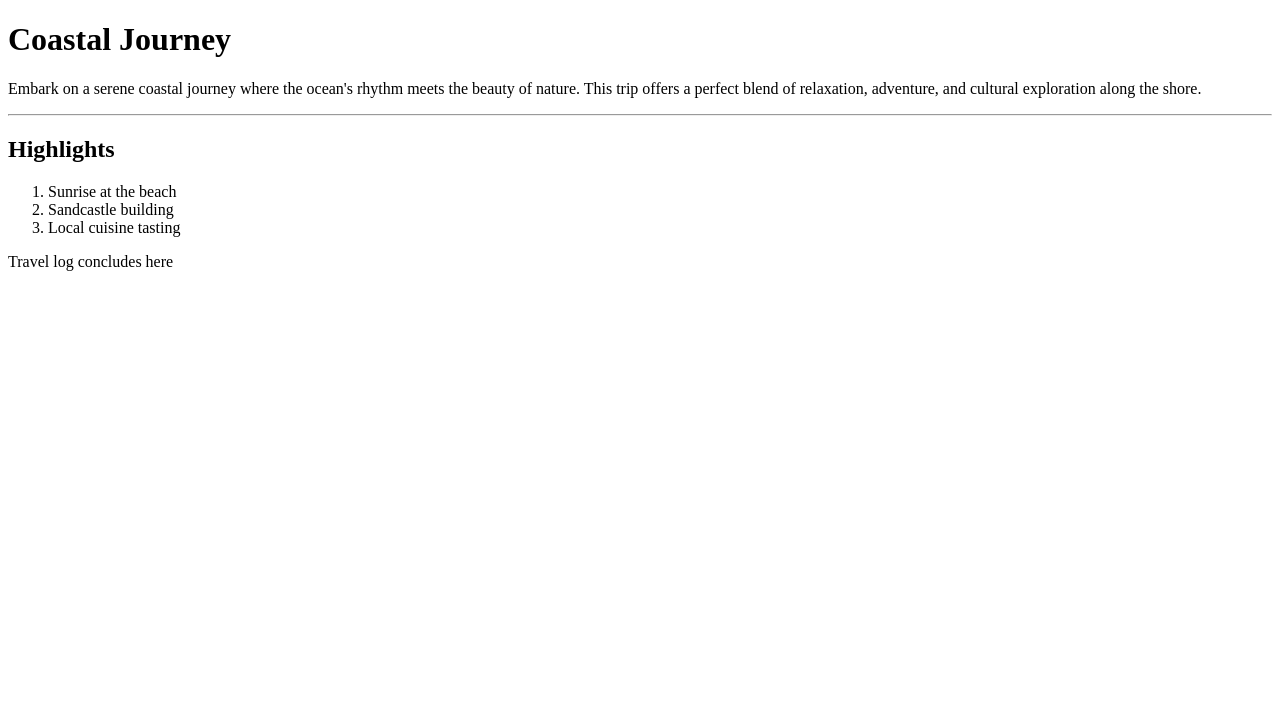 Coastal Journey
Embark on a serene coastal journey where the ocean's rhythm meets the beauty of nature. This trip offers a perfect blend of relaxation, adventure, and cultural exploration along the shore.
Highlights
1. Sunrise at the beach
2. Sandcastle building
3. Local cuisine tasting
Travel log concludes here